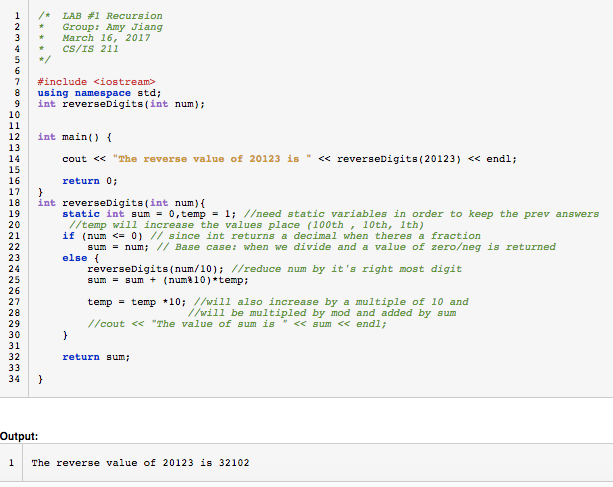 1 /* LAB #1 Recursion
2 * Group: Amy Jiang
3 * March 16, 2017
4 * CS/IS 211
5 */
6
7 #include <iostream>
8 using namespace std;
9 int reverseDigits(int num);
10
11
12 int main() {
13
14 cout << "The reverse value of 20123 is " << reverseDigits(20123) << endl;
15
16 return 0;
17 }
18 int reverseDigits(int num){
19 static int sum = 0,temp = 1; //need static variables in order to keep the prev answers
20 //temp will increase the values place (100th , 10th, 1th)
21 if (num <= 0) // since int returns a decimal when theres a fraction
22 sum = num; // Base case: when we divide and a value of zero/neg is returned
23 else {
24 reverseDigits(num/10); //reduce num by it's right most digit
25 sum = sum + (num%10)*temp;
26
27 temp = temp *10; //will also increase by a multiple of 10 and
28 //will be multipled by mod and added by sum
29 //cout << "The value of sum is " << sum << endl;
30 }
31
32 return sum;
33
34 }
Output:
1 The reverse value of 20123 is 32102